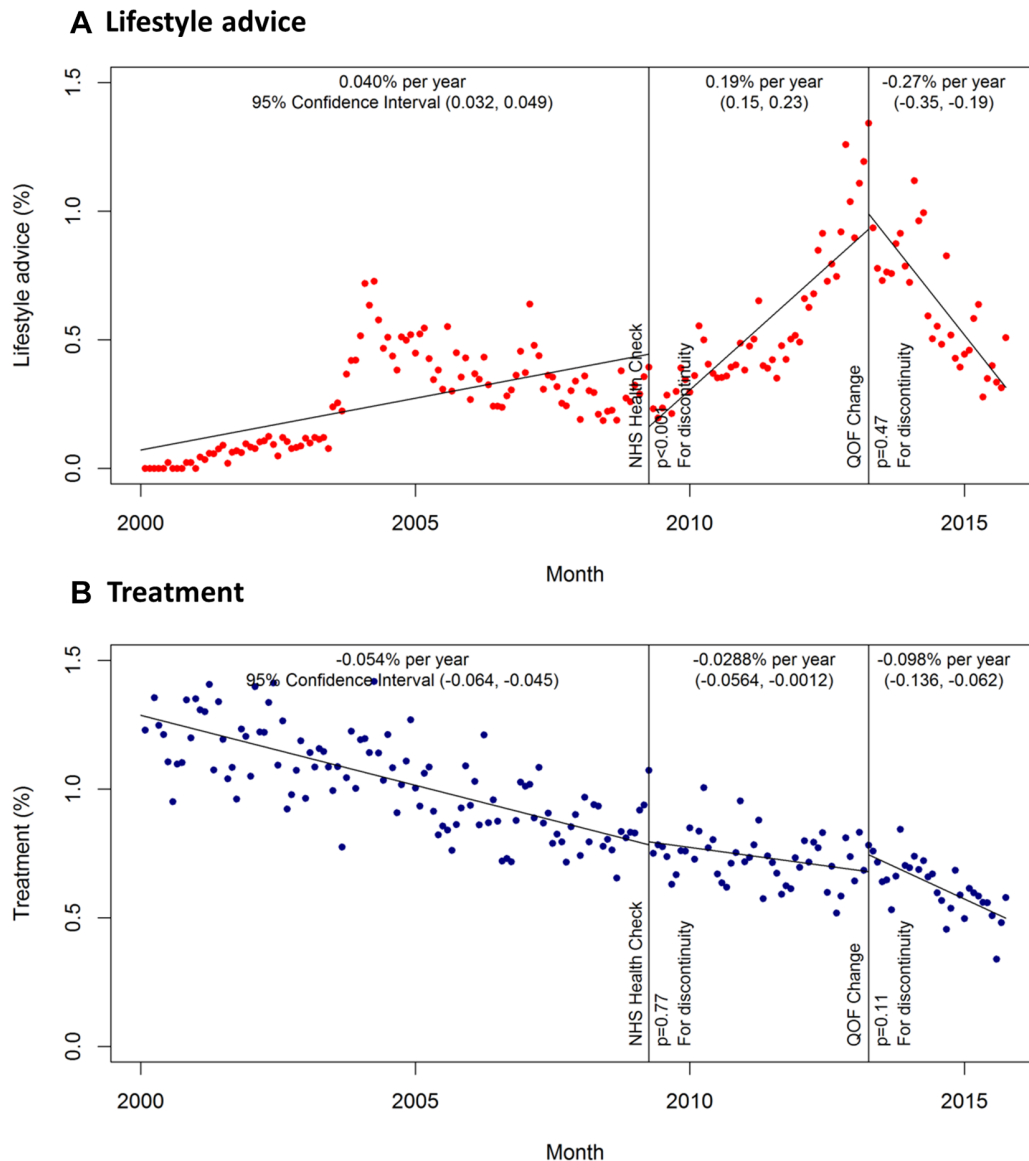 A Lifestyle advice
0.040% per year
95% Confidence Interval (0.032, 0.049)
0.19% per year
(0.15, 0.23)
-0.27% per year
(-0.35, -0.19)
Lifestyle advice (%)
1.5
1.0
0.5
0.0
NHS Health Check
p<0.001
For discontinuity
QOF Change
p=0.47
For discontinuity
2000
2005
2010
2015
Month
B Treatment
-0.054% per year
95% Confidence Interval (-0.064, -0.045)
-0.0288% per year
(-0.0564, -0.0012)
-0.098% per year
(-0.136, -0.062)
Treatment (%)
1.5
1.0
0.5
0.0
NHS Health Check
p=0.77
For discontinuity
QOF Change
p=0.11
For discontinuity
2000
2005
2010
2015
Month